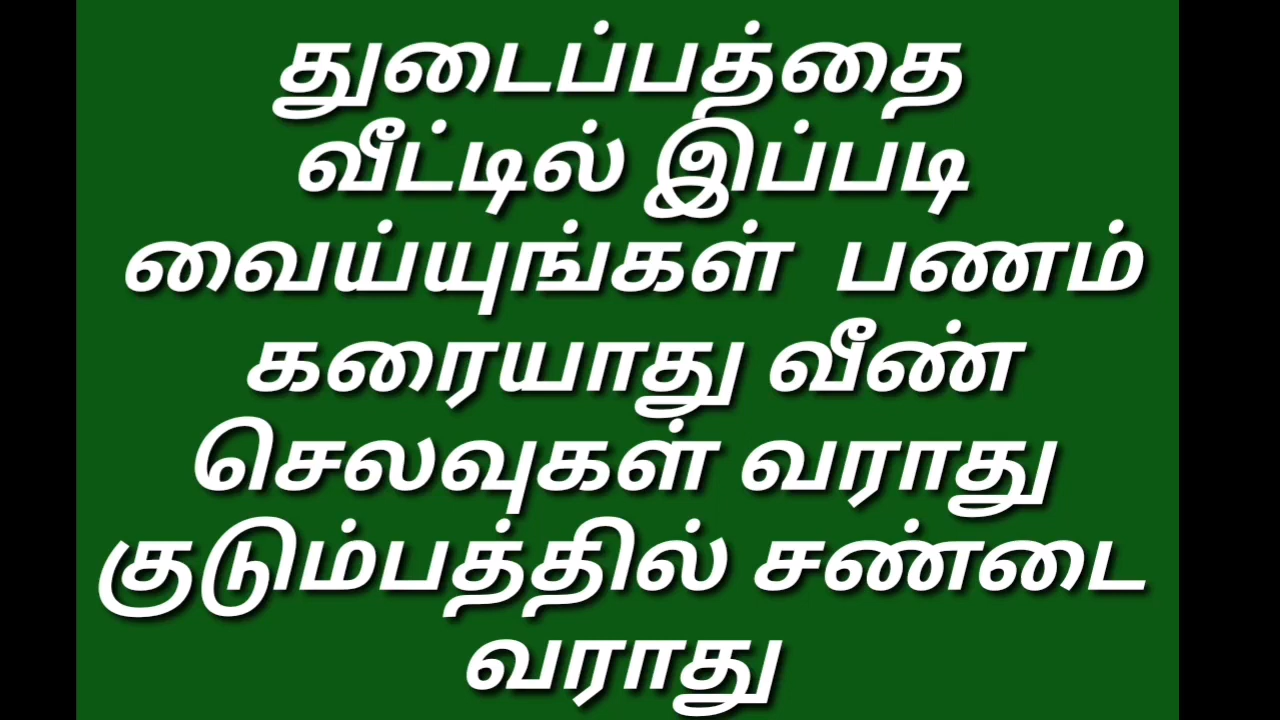 துடைப்பத்தை
வீட்டில் இப்படி
வைய்யுங்கள் பணம்
கரையாது வீண்
செலவுகள் வராது
குடும்பத்தில் சண்டை
வராது